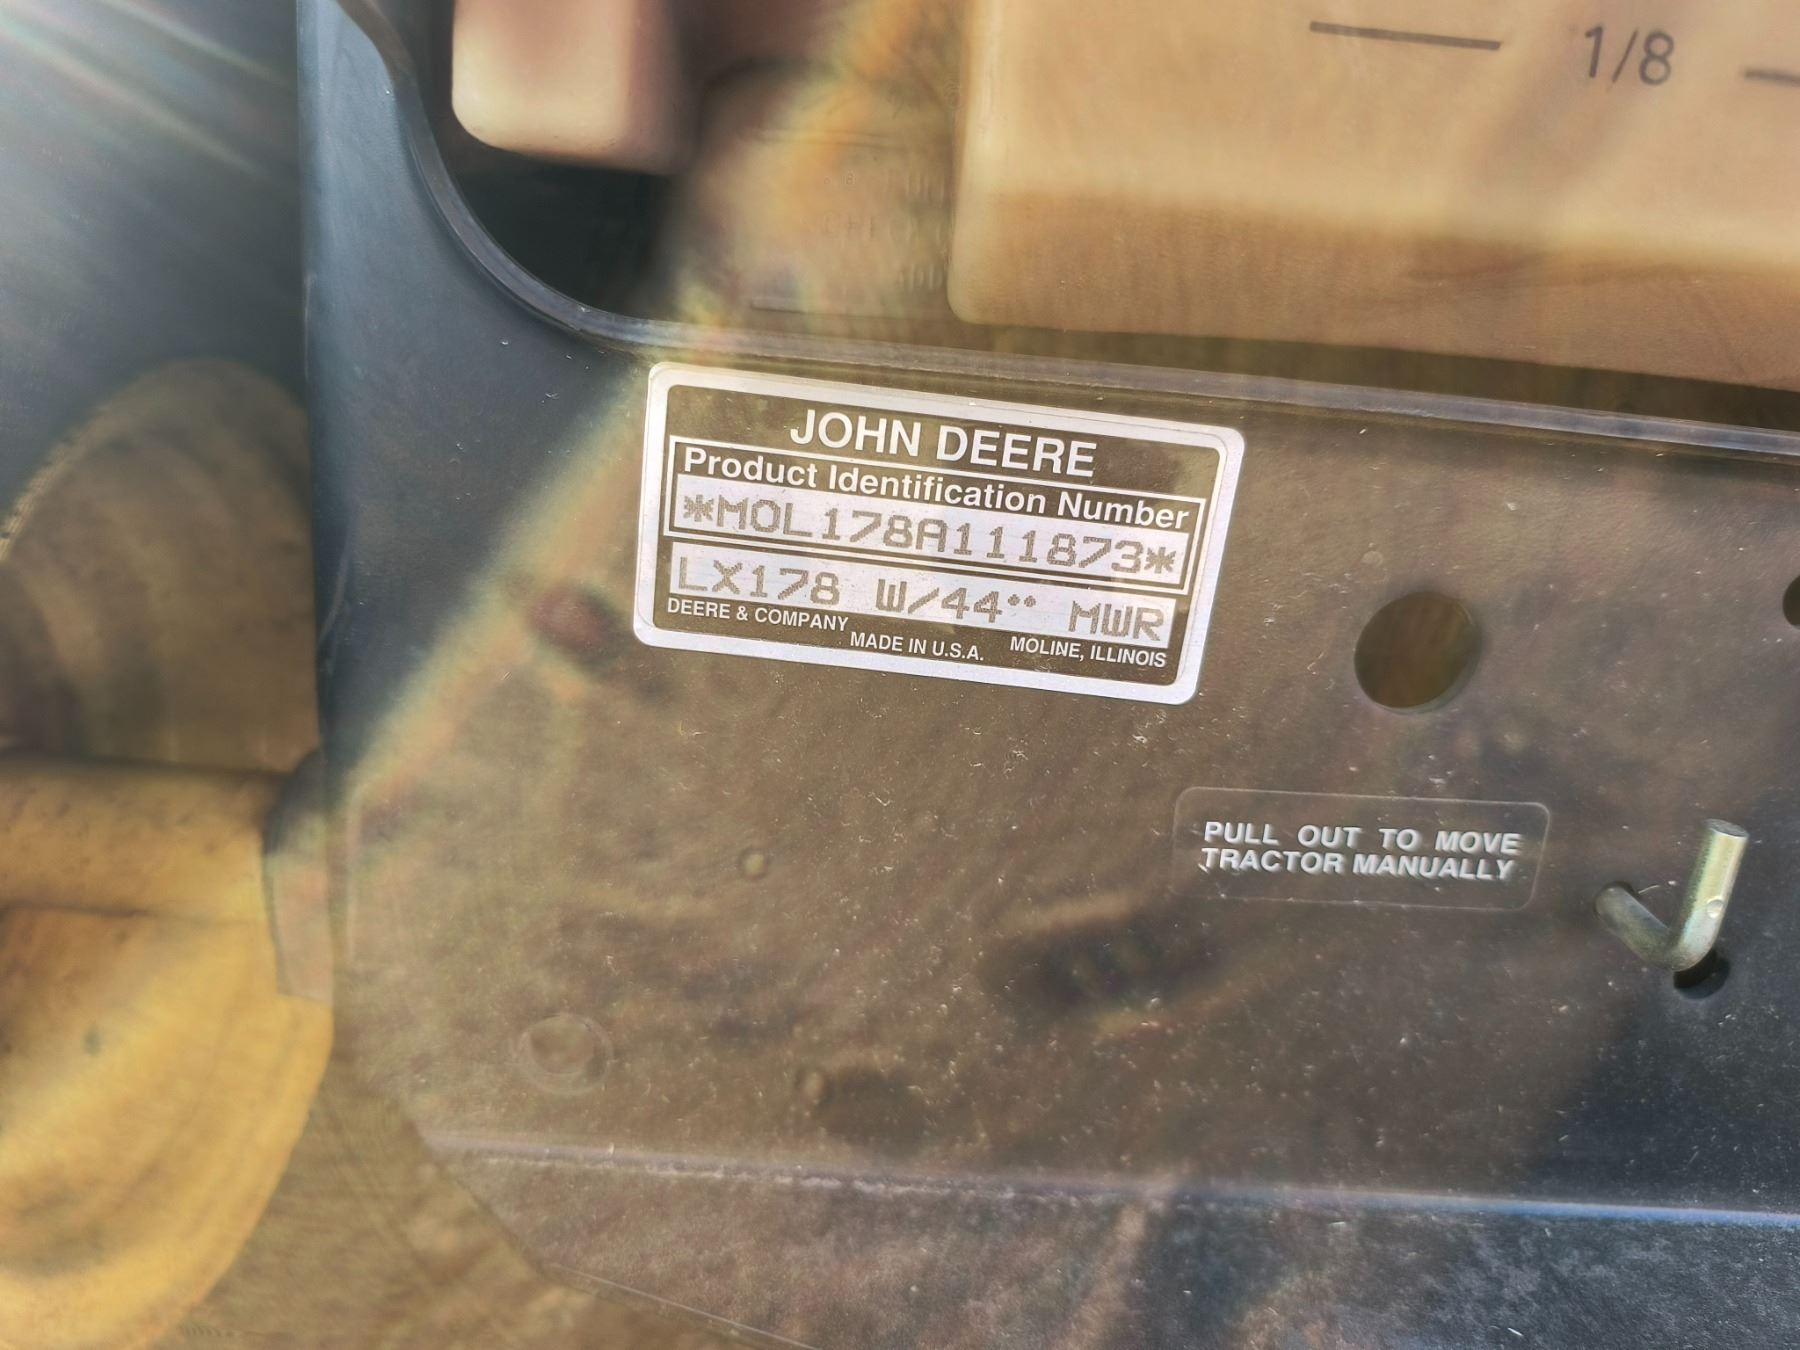 1/8
JOHN DEERE
Product Identification Number
*MOL178A111873*
LX178 W/44" MWR
DEERE & COMPANY
MADE IN U.S.A.
MOLINE, ILLINOIS
PULL OUT TO MOVE
TRACTOR MANUALLY